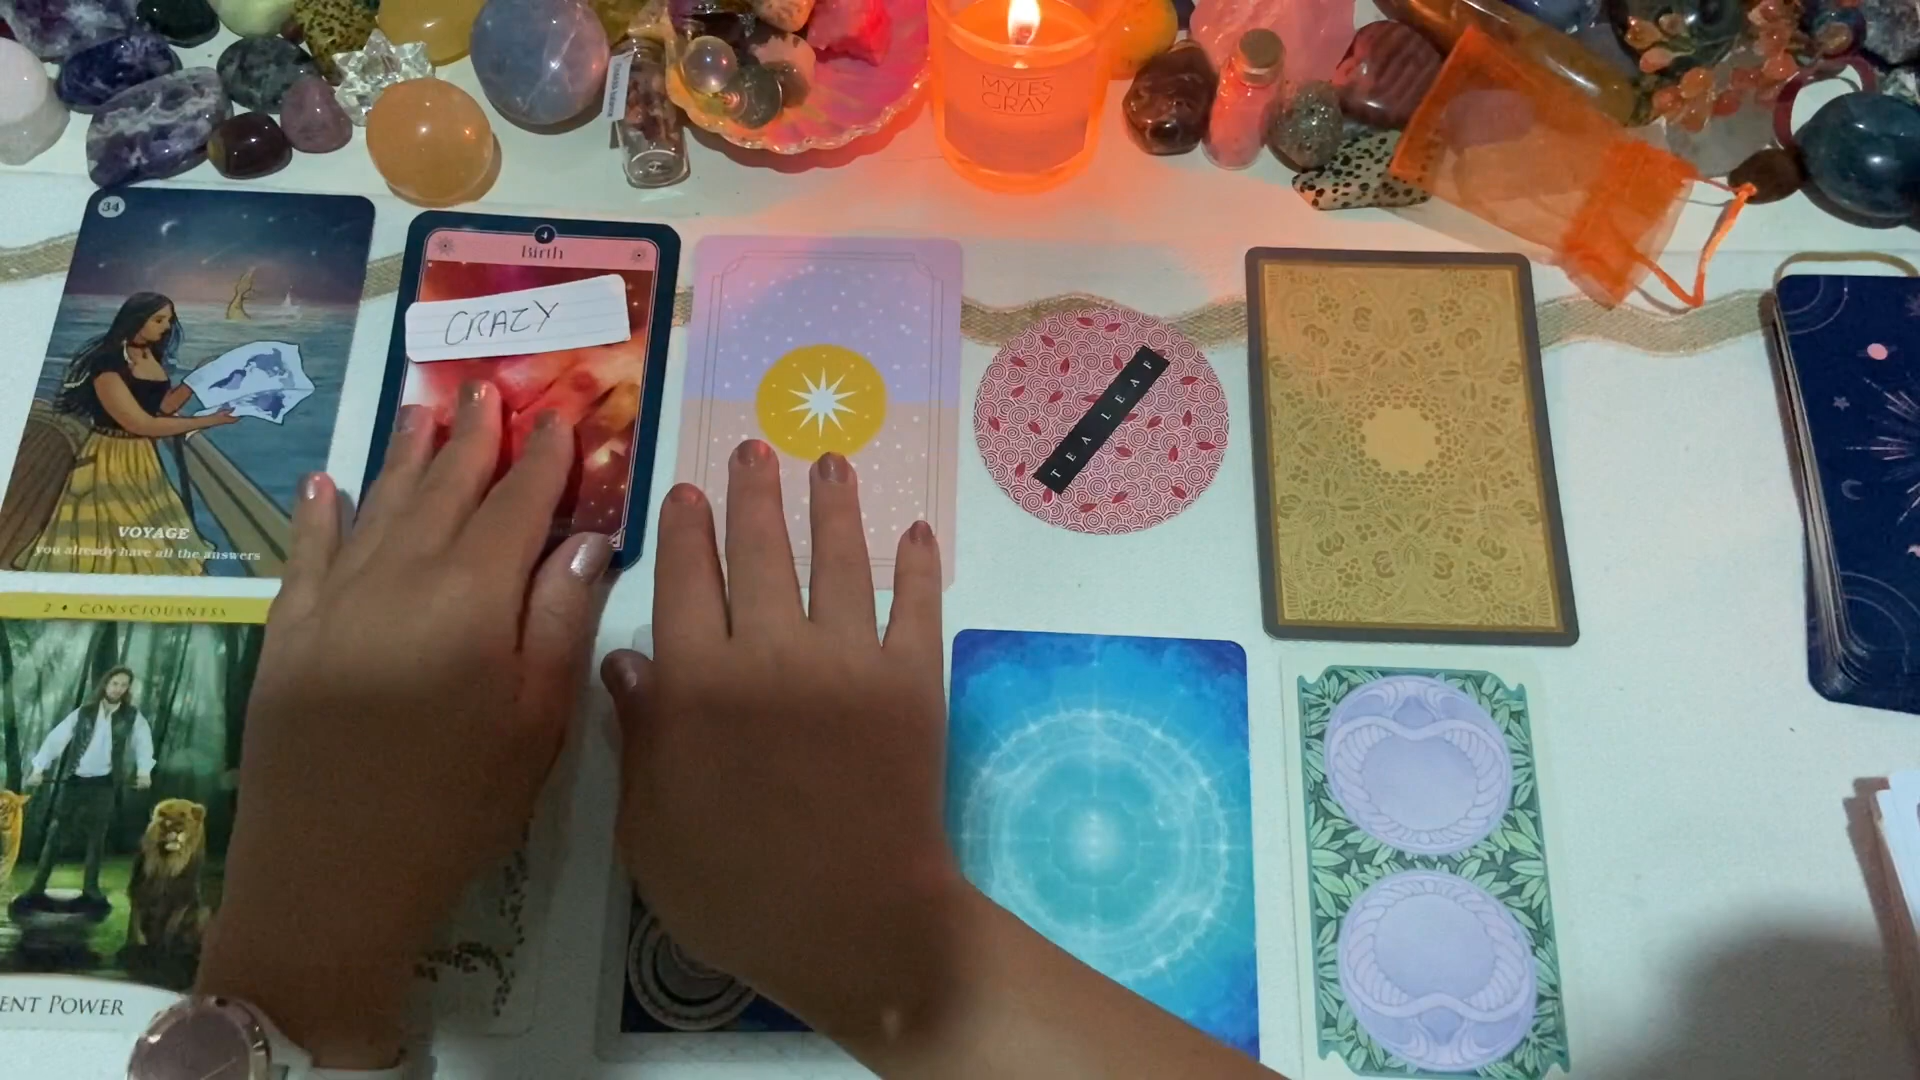 MYLES
GRAY
34
4
Birth
CRAZY
TEA LEAF
VOYAGE
you already have all the answers
2 • CONSCIOUSNESS
ENT POWER